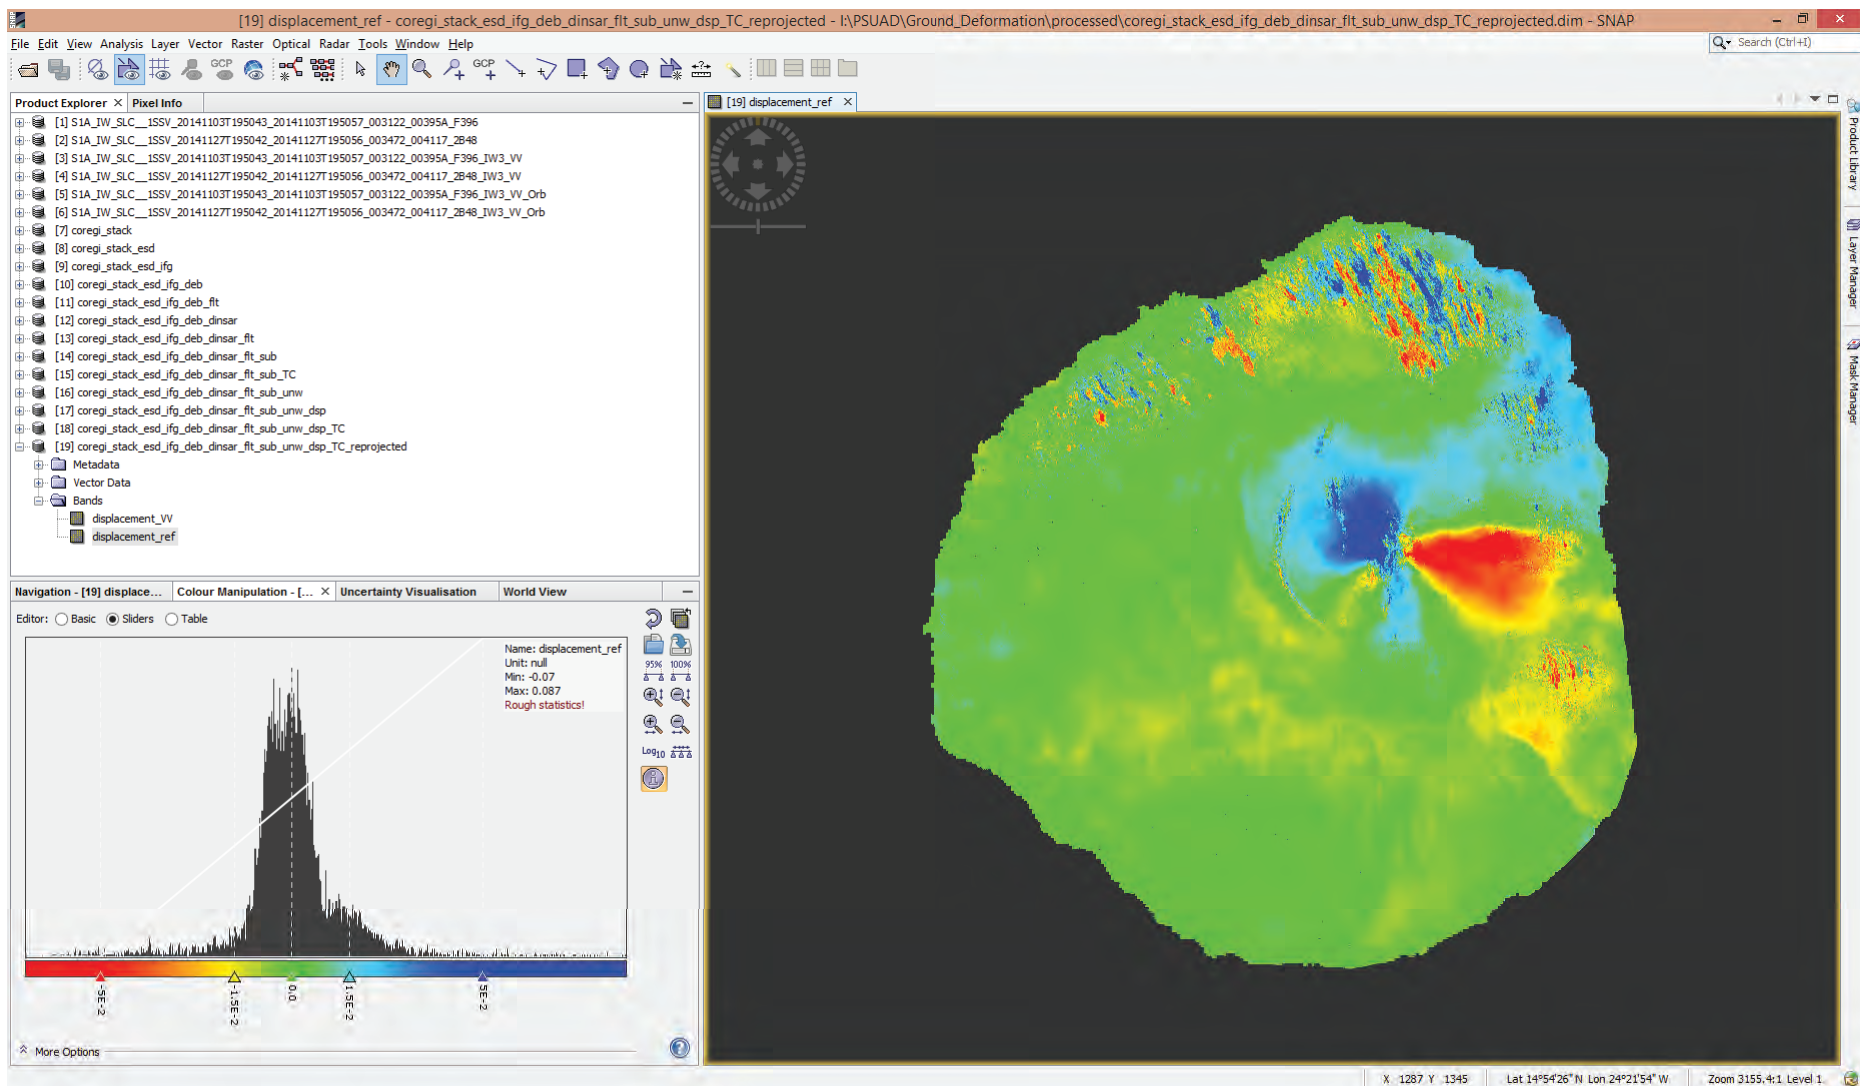 [19] displacement_ref - coregi_stack_esd_ifg_deb_dinsar_flt_sub_unw_dsp_TC_reprojected - I:\PSUAD\Ground_Deformation\processed\coregi_stack_esd_ifg_deb_dinsar_flt_sub_unw_dsp_TC_reprojected.dim - SNAP
File Edit View Analysis Layer Vector Raster Optical Radar Tools Window Help
Search (Ctrl+I)
GCP GCP
Product Explorer × Pixel Info
[19] displacement_ref ×
[1] S1A_IW_SLC__1SSV_20141103T195043_20141103T195057_003122_00395A_F396
[2] S1A_IW_SLC__1SSV_20141127T195042_20141127T195056_003472_004117_2B48
[3] S1A_IW_SLC__1SSV_20141103T195043_20141103T195057_003122_00395A_F396_IW3_VV
[4] S1A_IW_SLC__1SSV_20141127T195042_20141127T195056_003472_004117_2B48_IW3_VV
[5] S1A_IW_SLC__1SSV_20141103T195043_20141103T195057_003122_00395A_F396_IW3_VV_Orb
[6] S1A_IW_SLC__1SSV_20141127T195042_20141127T195056_003472_004117_2B48_IW3_VV_Orb
[7] coregi_stack
[8] coregi_stack_esd
[9] coregi_stack_esd_ifg
[10] coregi_stack_esd_ifg_deb
[11] coregi_stack_esd_ifg_deb_flt
[12] coregi_stack_esd_ifg_deb_dinsar
[13] coregi_stack_esd_ifg_deb_dinsar_flt
[14] coregi_stack_esd_ifg_deb_dinsar_flt_sub
[15] coregi_stack_esd_ifg_deb_dinsar_flt_sub_TC
[16] coregi_stack_esd_ifg_deb_dinsar_flt_sub_unw
[17] coregi_stack_esd_ifg_deb_dinsar_flt_sub_unw_dsp
[18] coregi_stack_esd_ifg_deb_dinsar_flt_sub_unw_dsp_TC
[19] coregi_stack_esd_ifg_deb_dinsar_flt_sub_unw_dsp_TC_reprojected
Metadata
Vector Data
Bands
displacement_VV
displacement_ref
Product Library
Layer Manager
Mask Manager
Navigation - [19] displace... Colour Manipulation - [... × Uncertainty Visualisation World View
Editor: Basic Sliders Table
Name: displacement_ref
Unit: null
Min: -0.07
Max: 0.087
Rough statistics!
95% 100%
Log10
-5E-2 -1.5E-2 0.0 1.5E-2 5E-2
More Options
X 1287 Y 1345 Lat 14°54'26" N Lon 24°21'54" W Zoom 3155.4:1 Level 1